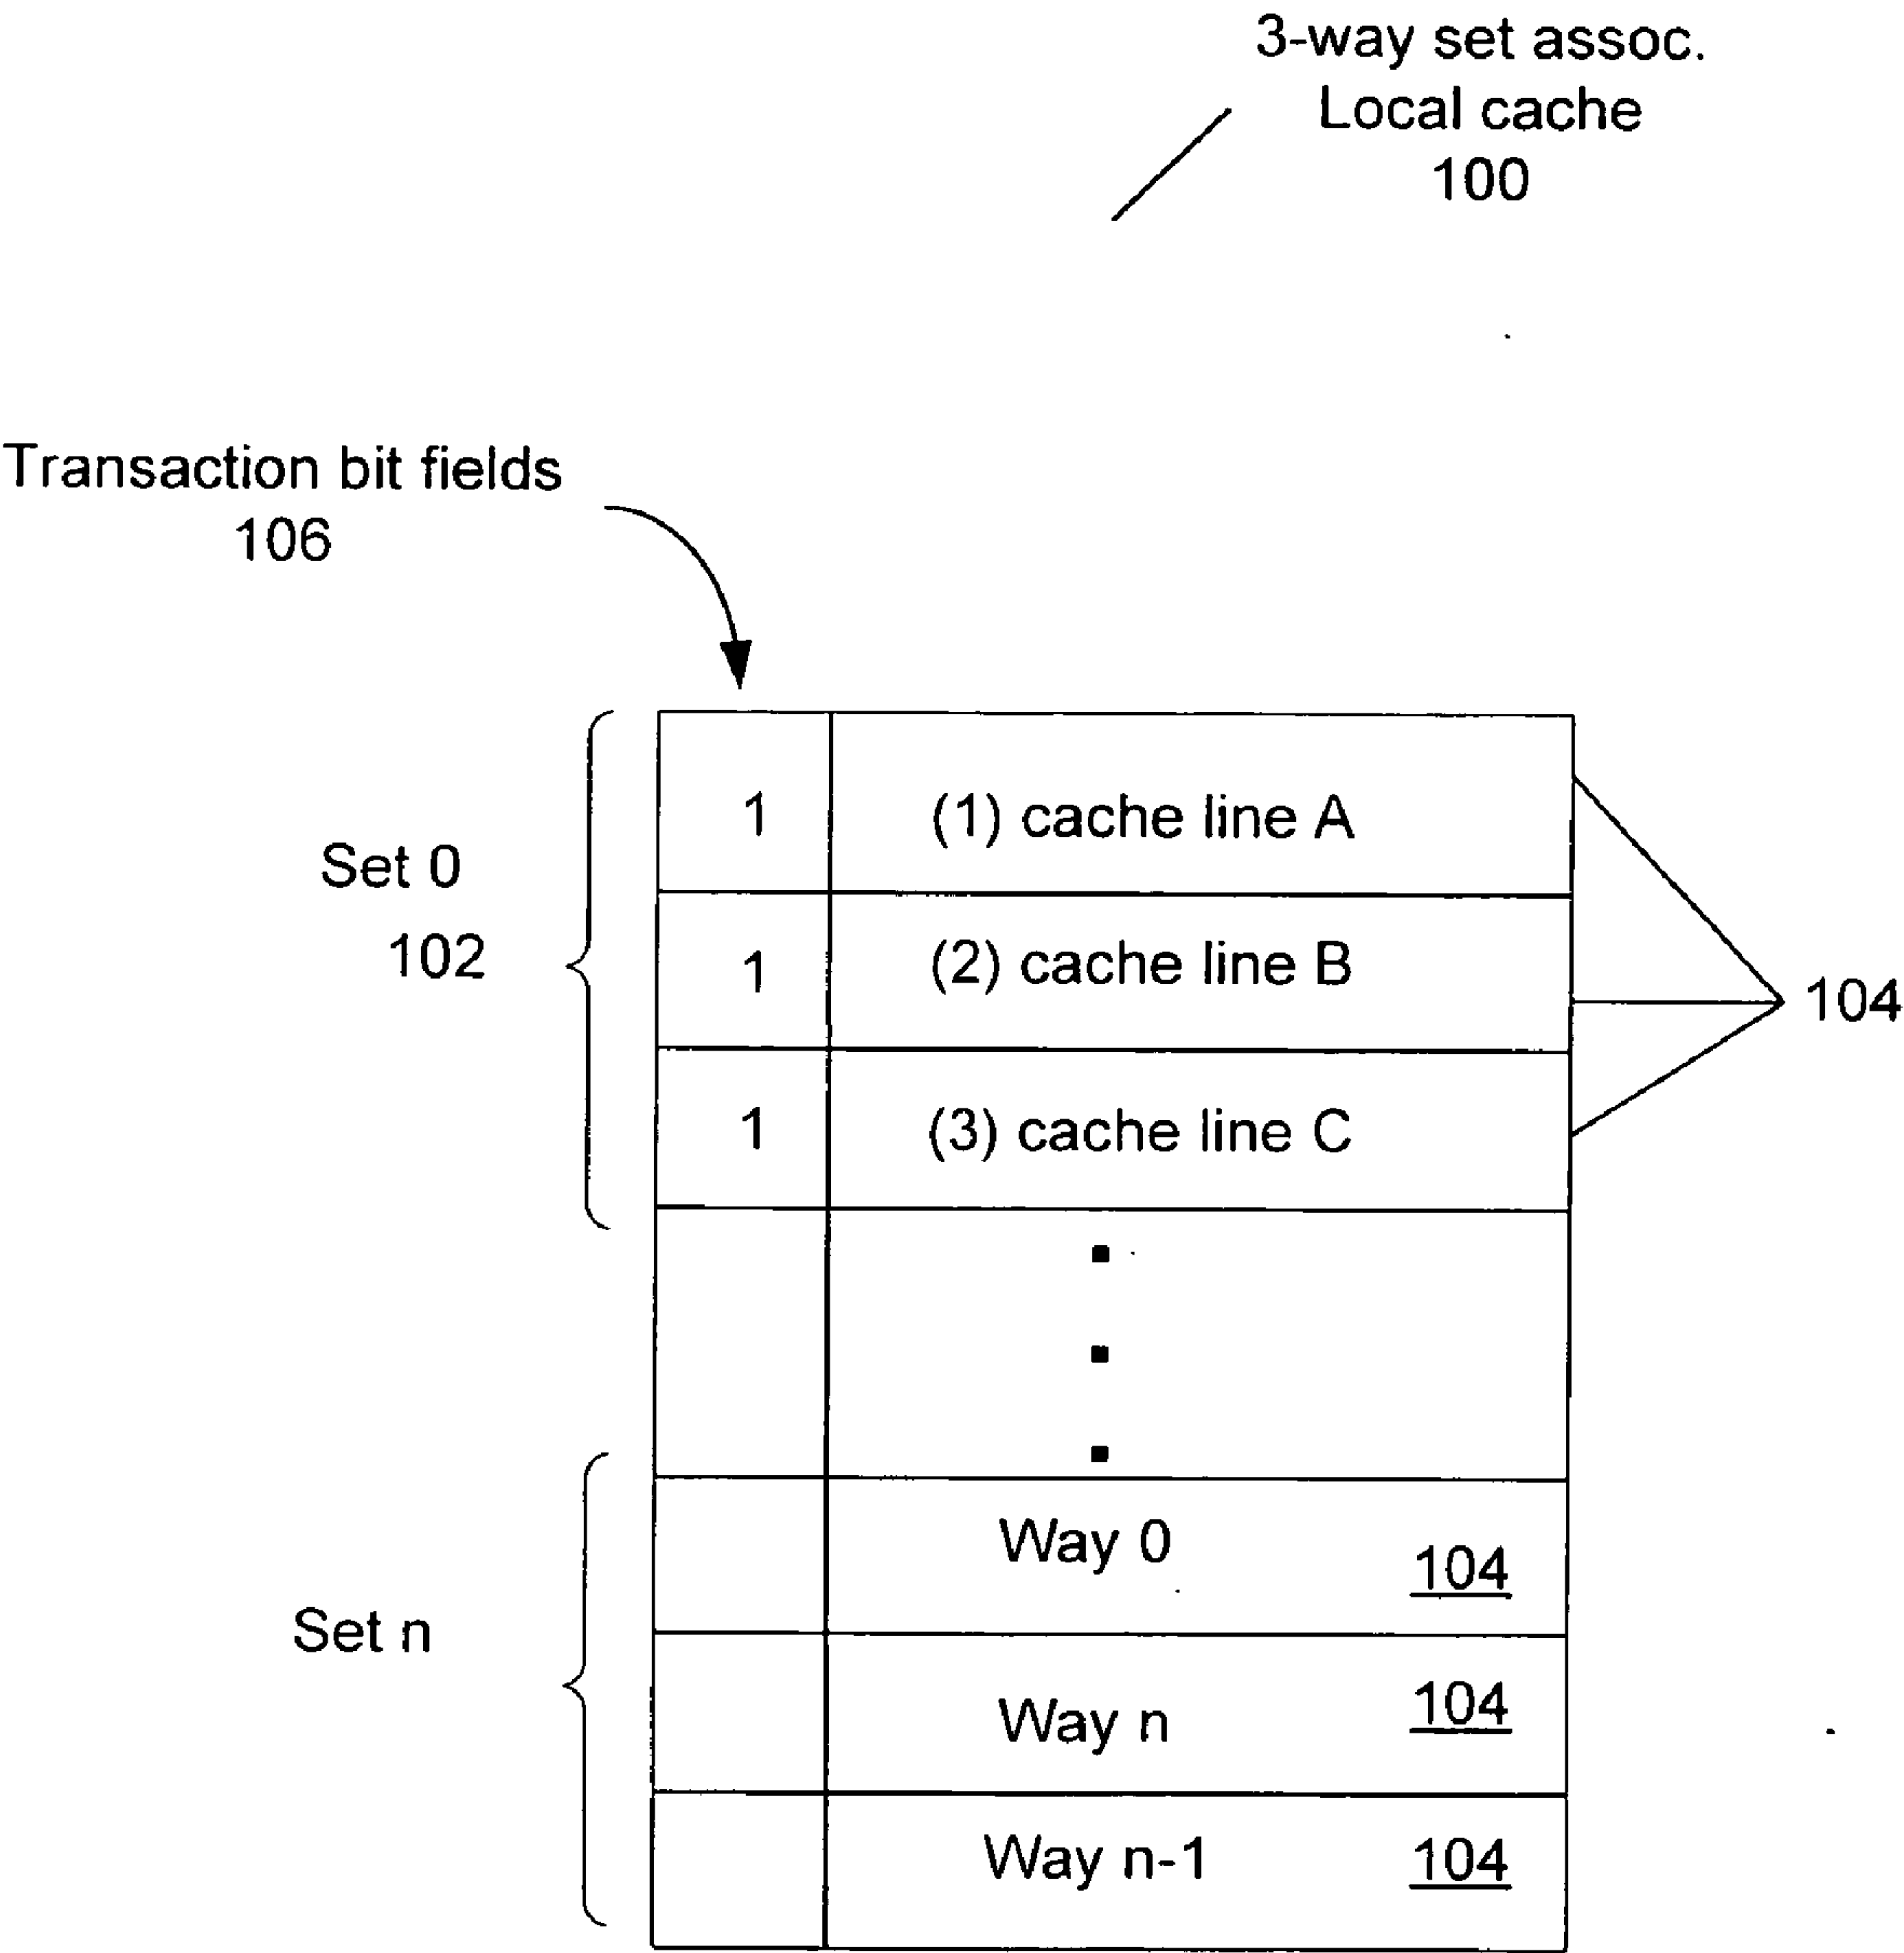 3-way set assoc.
Local cache
100
Transaction bit fields
106
1
(1) cache line A
Set 0
102
1
(2) cache line B
104
1
(3) cache line C
Way 0
104
Set n
Way n
104
Way n-1
104